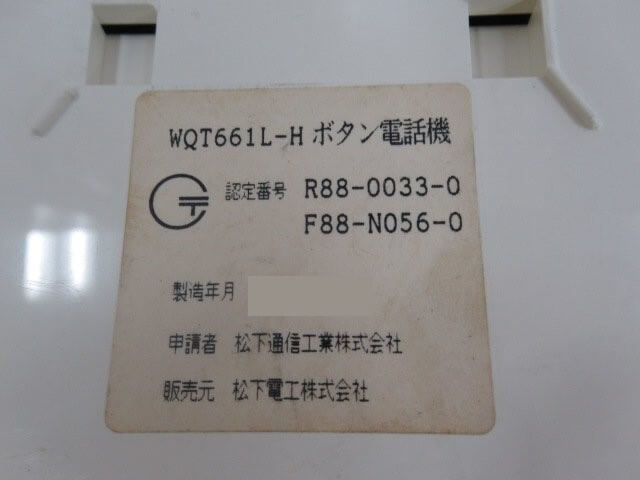 WQT661L-H ボタン電話機
認定番号 R88-0033-0
F88-N056-0
製造年月
申請者 松下通信工業株式会社
販売元 松下電工株式会社